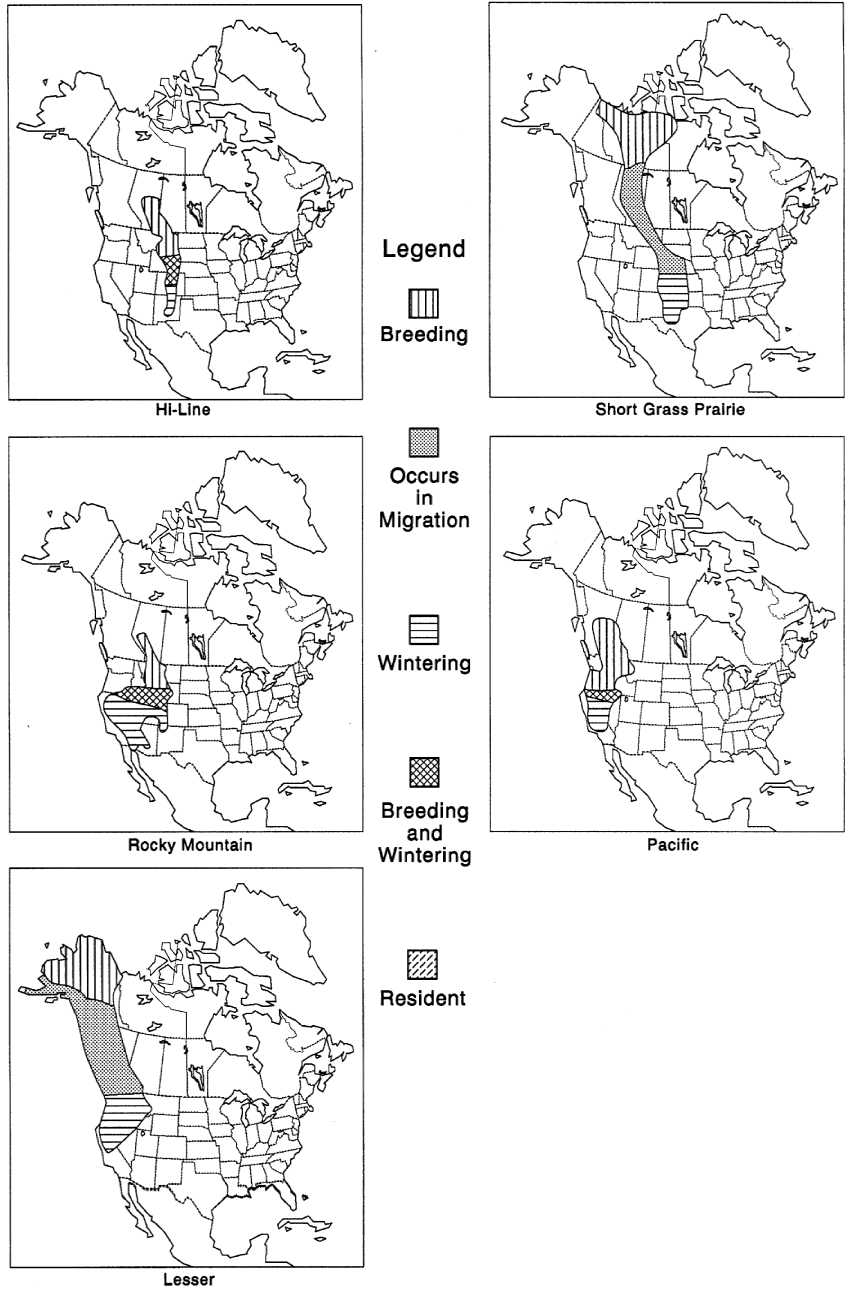 Hi-Line
Short Grass Prairie
Legend
Breeding
Occurs
in
Migration
Wintering
Breeding
and
Wintering
Resident
Rocky Mountain
Pacific
Lesser